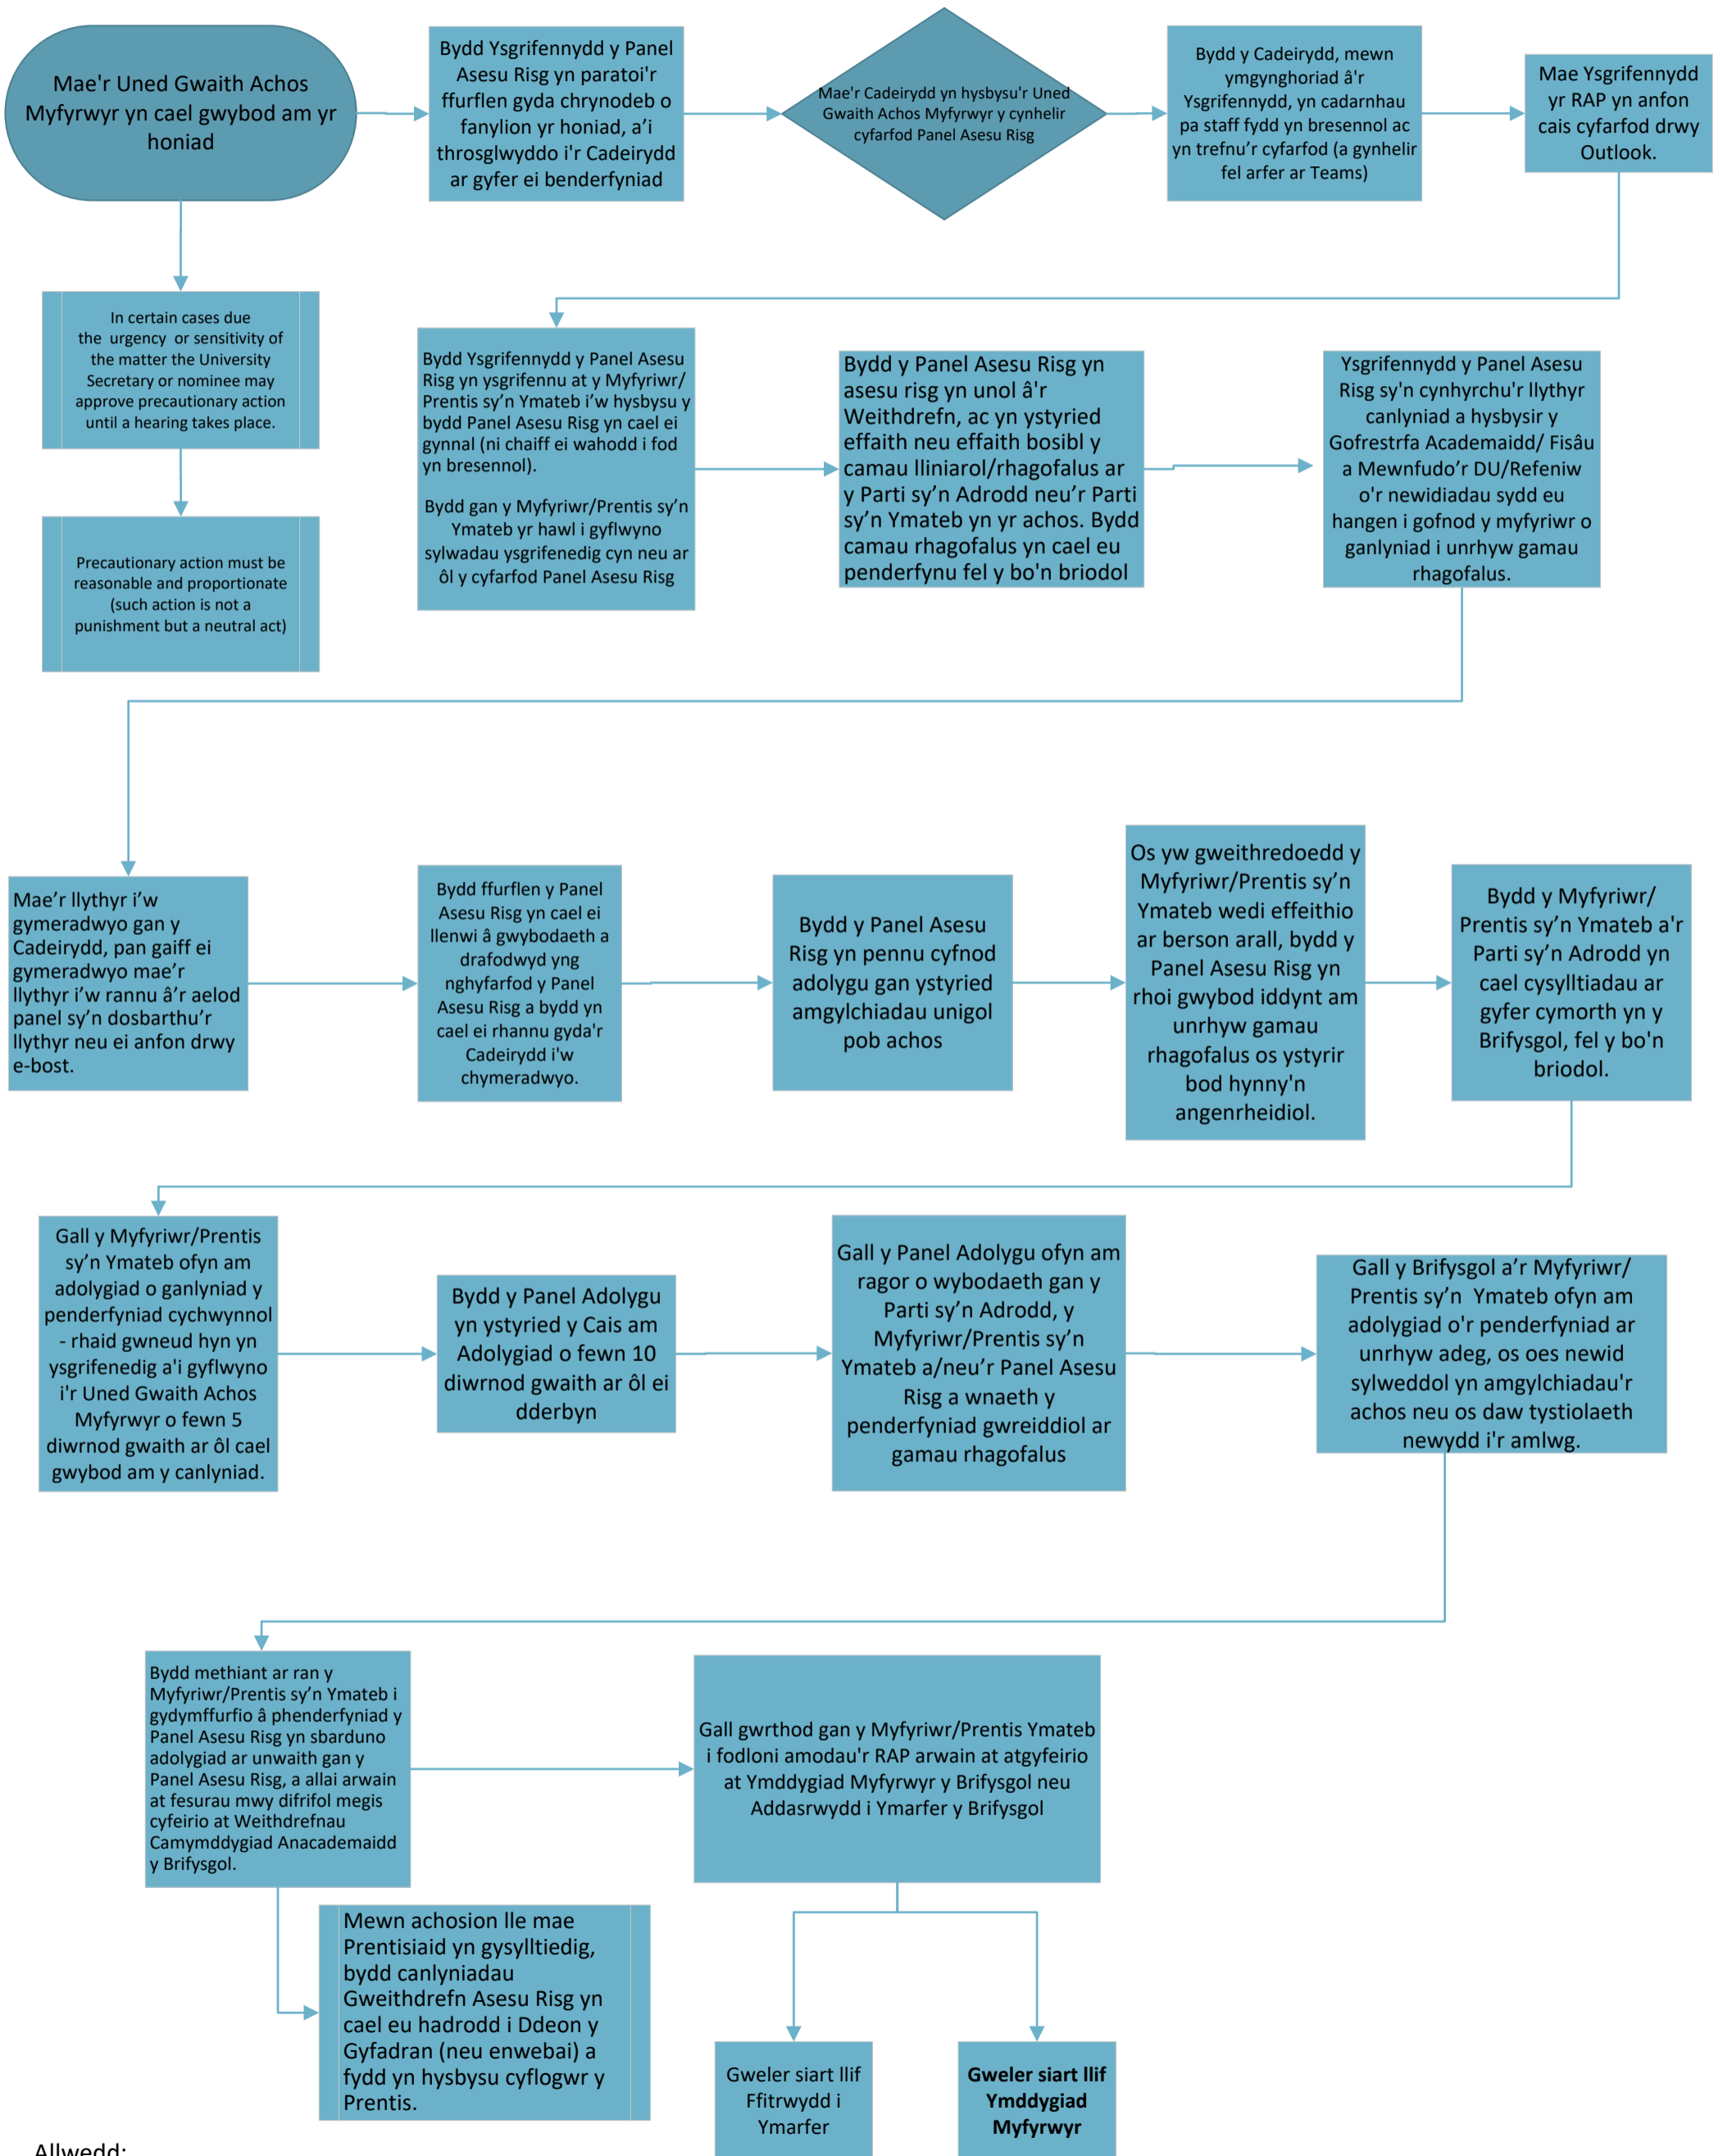 Mae'r Uned Gwaith Achos
Myfyrwyr yn cael gwybod am yr
honiad
Bydd Ysgrifennydd y Panel
Asesu Risg yn paratoi'r
ffurflen gyda chrynodeb o
fanylion yr honiad, a’i
throsglwyddo i'r Cadeirydd
ar gyfer ei benderfyniad
Mae'r Cadeirydd yn hysbysu'r Uned
Gwaith Achos Myfyrwyr y cynhelir
cyfarfod Panel Asesu Risg
Bydd y Cadeirydd, mewn
ymgynghoriad â'r
Ysgrifennydd, yn cadarnhau
pa staff fydd yn bresennol ac
yn trefnu’r cyfarfod (a gynhelir
fel arfer ar Teams)
Mae Ysgrifennydd
yr RAP yn anfon
cais cyfarfod drwy
Outlook.
In certain cases due
the  urgency  or sensitivity of
the matter the University
Secretary or nominee may
approve precautionary action
until a hearing takes place.
Precautionary action must be
reasonable and proportionate
(such action is not a
punishment but a neutral act)
Bydd Ysgrifennydd y Panel Asesu
Risg yn ysgrifennu at y Myfyriwr/
Prentis sy’n Ymateb i’w hysbysu y
bydd Panel Asesu Risg yn cael ei
gynnal (ni chaiff ei wahodd i fod
yn bresennol).
Bydd gan y Myfyriwr/Prentis sy’n
Ymateb yr hawl i gyflwyno
sylwadau ysgrifenedig cyn neu ar
ôl y cyfarfod Panel Asesu Risg
Bydd y Panel Asesu Risg yn
asesu risg yn unol â'r
Weithdrefn, ac yn ystyried
effaith neu effaith bosibl y
camau lliniarol/rhagofalus ar
y Parti sy’n Adrodd neu’r Parti
sy’n Ymateb yn yr achos. Bydd
camau rhagofalus yn cael eu
penderfynu fel y bo'n briodol
Ysgrifennydd y Panel Asesu
Risg sy'n cynhyrchu'r llythyr
canlyniad a hysbysir y
Gofrestrfa Academaidd/ Fisâu
a Mewnfudo’r DU/Refeniw
o'r newidiadau sydd eu
hangen i gofnod y myfyriwr o
ganlyniad i unrhyw gamau
rhagofalus.
Mae’r llythyr i’w
gymeradwyo gan y
Cadeirydd, pan gaiff ei
gymeradwyo mae’r
llythyr i’w rannu â’r aelod
panel sy’n dosbarthu’r
llythyr neu ei anfon drwy
e-bost.
Bydd ffurflen y Panel
Asesu Risg yn cael ei
llenwi â gwybodaeth a
drafodwyd yng
nghyfarfod y Panel
Asesu Risg a bydd yn
cael ei rhannu gyda'r
Cadeirydd i'w
chymeradwyo.
Bydd y Panel Asesu
Risg yn pennu cyfnod
adolygu gan ystyried
amgylchiadau unigol
pob achos
Os yw gweithredoedd y
Myfyriwr/Prentis sy’n
Ymateb wedi effeithio
ar berson arall, bydd y
Panel Asesu Risg yn
rhoi gwybod iddynt am
unrhyw gamau
rhagofalus os ystyrir
bod hynny'n
angenrheidiol.
Bydd y Myfyriwr/
Prentis sy’n Ymateb a'r
Parti sy’n Adrodd yn
cael cysylltiadau ar
gyfer cymorth yn y
Brifysgol, fel y bo'n
briodol.
Gall y Myfyriwr/Prentis
sy’n Ymateb ofyn am
adolygiad o ganlyniad y
penderfyniad cychwynnol
- rhaid gwneud hyn yn
ysgrifenedig a'i gyflwyno
i'r Uned Gwaith Achos
Myfyrwyr o fewn 5
diwrnod gwaith ar ôl cael
gwybod am y canlyniad.
Bydd y Panel Adolygu
yn ystyried y Cais am
Adolygiad o fewn 10
diwrnod gwaith ar ôl ei
dderbyn
Gall y Panel Adolygu ofyn am
ragor o wybodaeth gan y
Parti sy’n Adrodd, y
Myfyriwr/Prentis sy’n
Ymateb a/neu’r Panel Asesu
Risg a wnaeth y
penderfyniad gwreiddiol ar
gamau rhagofalus
Gall y Brifysgol a’r Myfyriwr/
Prentis sy’n  Ymateb ofyn am
adolygiad o'r penderfyniad ar
unrhyw adeg, os oes newid
sylweddol yn amgylchiadau'r
achos neu os daw tystiolaeth
newydd i'r amlwg.
Bydd methiant ar ran y
Myfyriwr/Prentis sy’n Ymateb i
gydymffurfio â phenderfyniad y
Panel Asesu Risg yn sbarduno
adolygiad ar unwaith gan y
Panel Asesu Risg, a allai arwain
at fesurau mwy difrifol megis
cyfeirio at Weithdrefnau
Camymddygiad Anacademaidd
y Brifysgol.
Gall gwrthod gan y Myfyriwr/Prentis Ymateb
i fodloni amodau'r RAP arwain at atgyfeirio
at Ymddygiad Myfyrwyr y Brifysgol neu
Addasrwydd i Ymarfer y Brifysgol
Mewn achosion lle mae
Prentisiaid yn gysylltiedig,
bydd canlyniadau
Gweithdrefn Asesu Risg yn
cael eu hadrodd i Ddeon y
Gyfadran (neu enwebai) a
fydd yn hysbysu cyflogwr y
Prentis.
Gweler siart llif
Ffitrwydd i
Ymarfer
Gweler siart llif
Ymddygiad
Myfyrwyr
Allwedd: